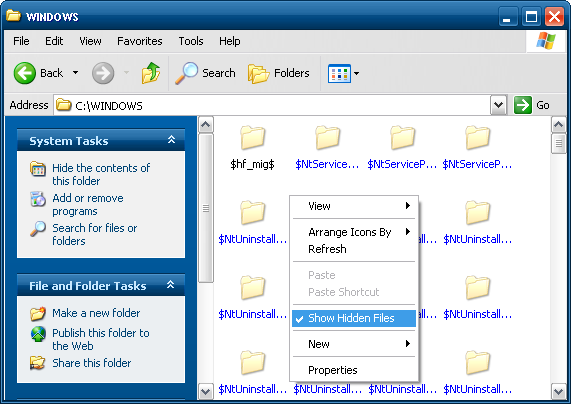 WINDOWS
File Edit View Favorites Tools Help
Back Search Folders
Address C:\WINDOWS Go
System Tasks
Hide the contents of
this folder
Add or remove
programs
Search for files or
folders
File and Folder Tasks
Make a new folder
Publish this folder to
the Web
Share this folder
$hf_mig$ $NtService... $NtServiceP... $NtServiceP...
$NtUninstall... $NtUninstall...
$NtUninstall... $NtUninstall...
$NtUninstall... $NtUninstall...
View
Arrange Icons By
Refresh
Paste
Paste Shortcut
Show Hidden Files
New
Properties